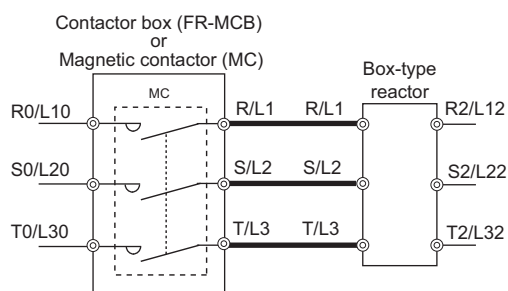 Contactor box (FR-MCB)
or
Magnetic contactor (MC)
Box-type
reactor
MC
R0/L10
R/L1
R/L1
R2/L12
S0/L20
S/L2
S/L2
S2/L22
T0/L30
T/L3
T/L3
T2/L32